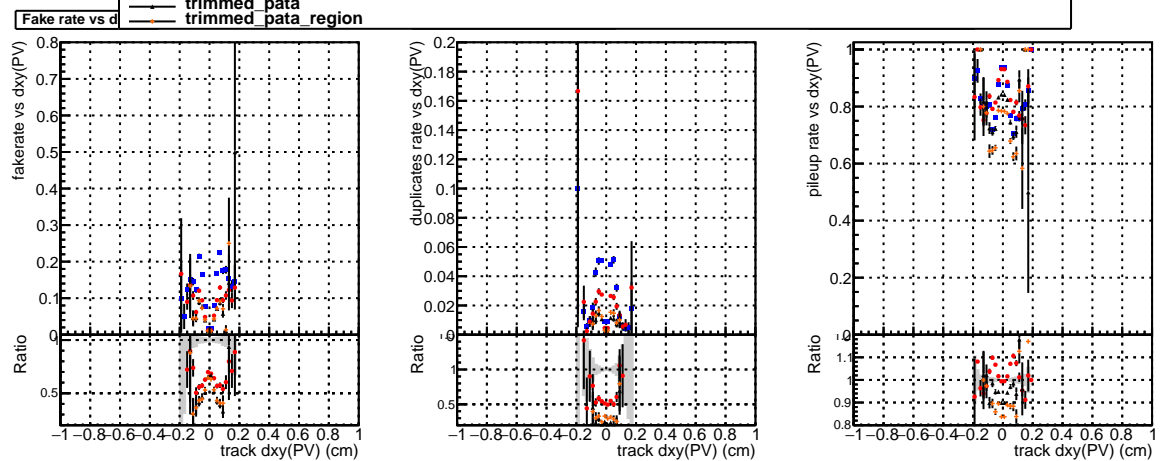 trimmed_pata
trimmed_pata_region
Fake rate vs d
fakerate vs dxy(PV)
0.8
0.7
0.6
0.5
0.4
0.3
0.2
0.1
0
Ratio
0.5
−1 −0.8 −0.6 −0.4 −0.2 0 0.2 0.4 0.6 0.8 1
track dxy(PV) (cm)
duplicates rate vs dxy(PV)
0.2
0.18
0.16
0.14
0.12
0.1
0.08
0.06
0.04
0.02
0
Ratio
1
0.5
−1 −0.8 −0.6 −0.4 −0.2 0 0.2 0.4 0.6 0.8 1
track dxy(PV) (cm)
pileup rate vs dxy(PV)
1
0.8
0.6
0.4
0.2
0
Ratio
1.1
1
0.9
0.8
−1 −0.8 −0.6 −0.4 −0.2 0 0.2 0.4 0.6 0.8 1
track dxy(PV) (cm)